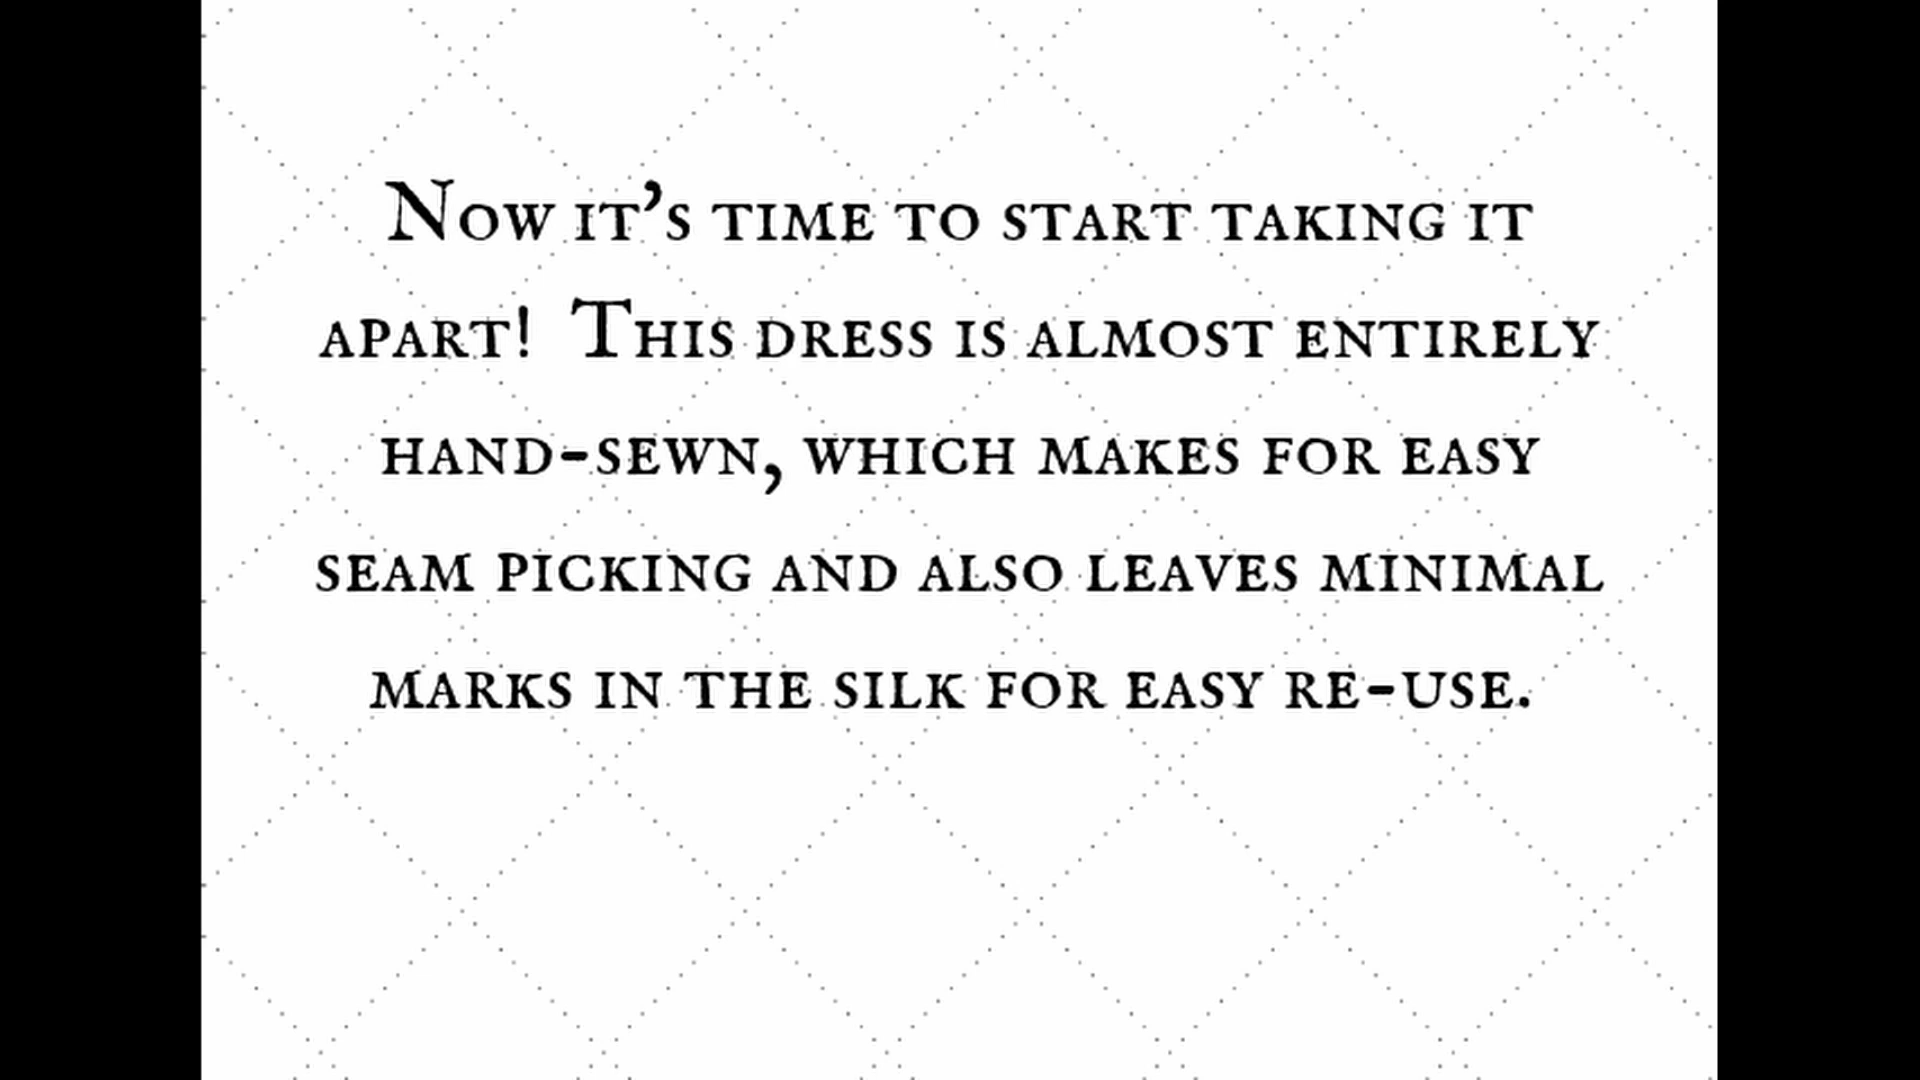 Now it's time to start taking it
apart!  This dress is almost entirely
hand-sewn, which makes for easy
seam picking and also leaves minimal
marks in the silk for easy re-use.